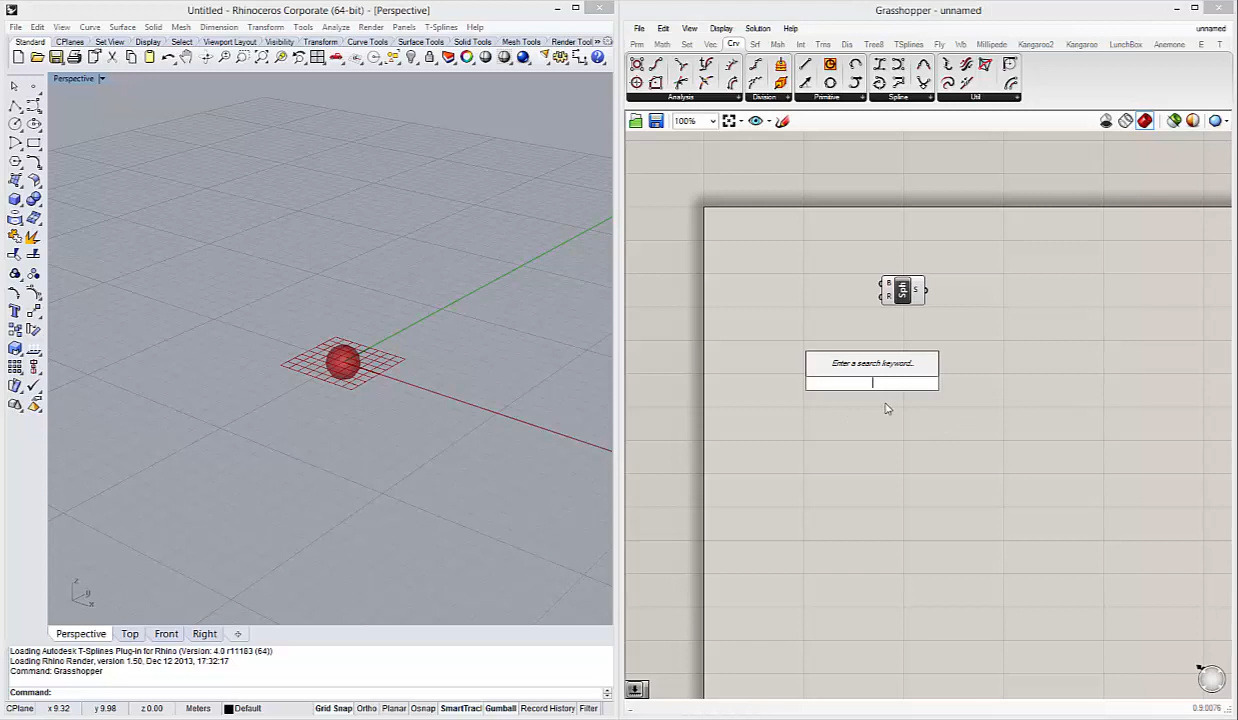 Untitled - Rhinoceros Corporate (64-bit) - [Perspective]
File Edit View Curve Surface Solid Mesh Dimension Transform Tools Analyze Render Panels T-Splines Help
Standard CPlanes Set View Display Select Viewport Layout Visibility Transform Curve Tools Surface Tools Solid Tools Mesh Tools Render Tool
Perspective
z
y
x
Perspective Top Front Right
Loading Autodesk T-Splines Plug-in for Rhino (Version: 4.0 r11183 (64))
Loading Rhino Render, version 1.50, Dec 12 2013, 17:32:17
Command: Grasshopper
Command:
CPlane x 9.32 y 9.98 z 0.00 Meters Default Grid Snap Ortho Planar Osnap SmartTracl Gumball Record History Filter
Grasshopper - unnamed
File Edit View Display Solution Help unnamed
Prm Math Set Vec Crv Srf Msh Int Trns Dis Tree8 TSplines Fly Wb Millipede Kangaroo2 Kangaroo LunchBox Anemone E T
Analysis Division Primitive Spline Util
100%
B
R
Sph
S
Enter a search keyword..
0.9.0076